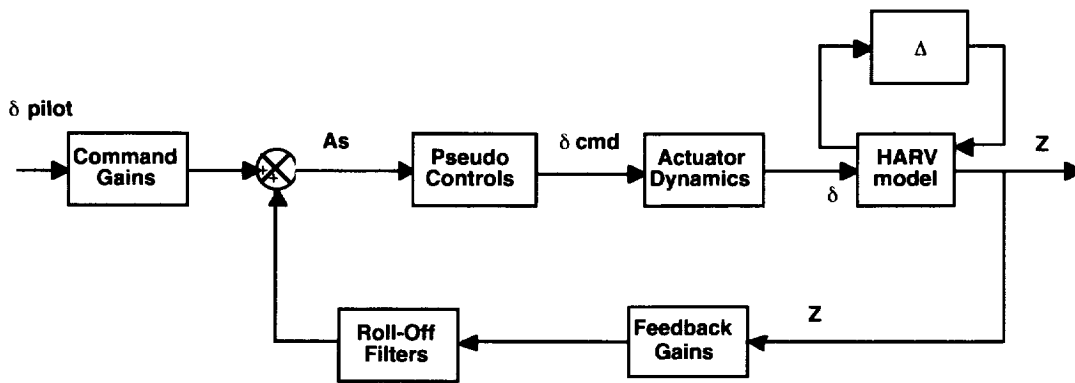 Δ
δ pilot
Command
Gains
+
+
As
Pseudo
Controls
δ cmd
Actuator
Dynamics
δ
HARV
model
Z
Roll-Off
Filters
Feedback
Gains
Z